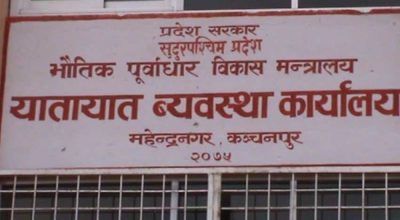 प्रदेश सरकार
सुदुरपश्चिम प्रदेश
भौतिक पूर्वाधार विकास मन्त्रालय
यातायात ब्यवस्था कार्यालय
महेन्द्रनगर, कञ्चनपुर
२०७५